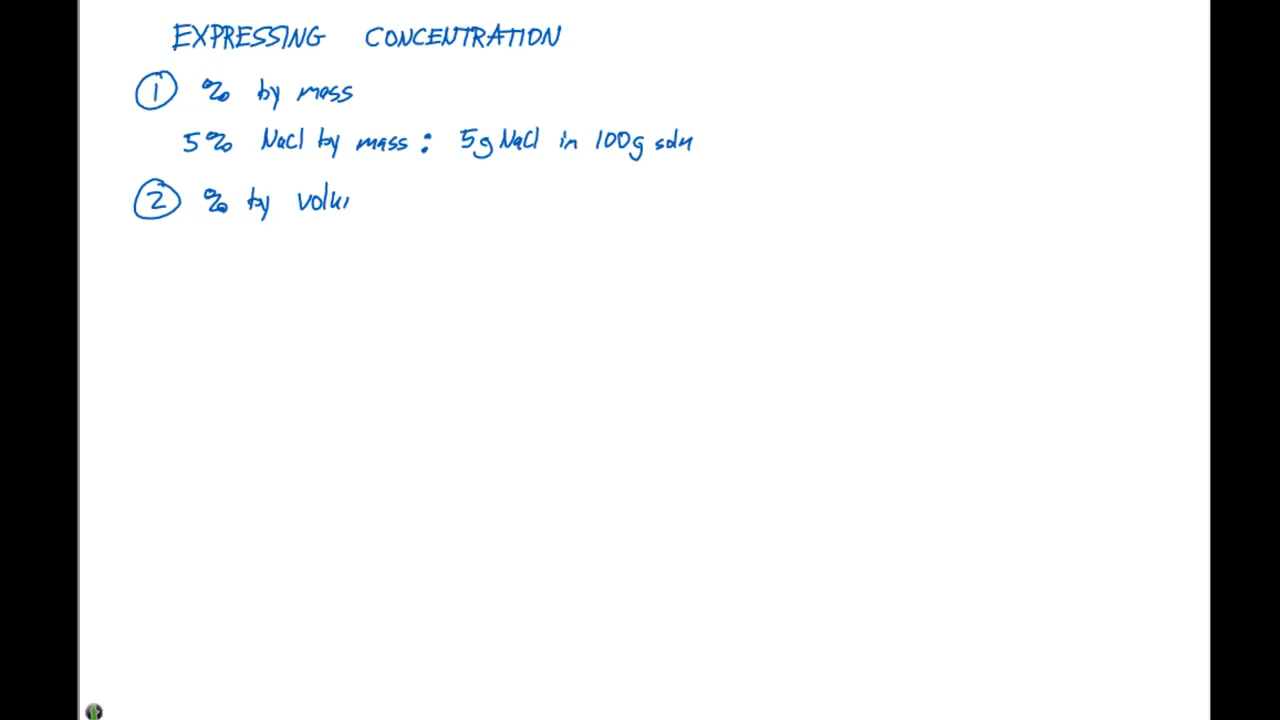 EXPRESSING CONCENTRATION
① % by mass
5% NaCl by mass : 5g NaCl in 100g soln
② % by volu